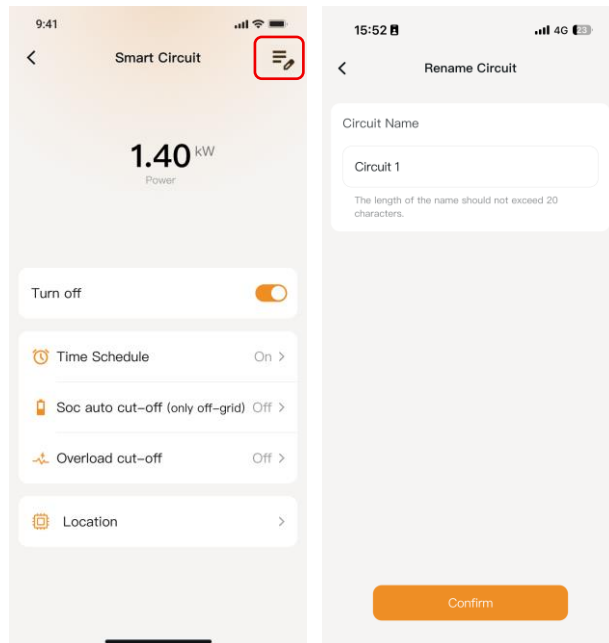 9:41
Smart Circuit
1.40 kW
Power
Turn off
Time Schedule On
Soc auto cut-off (only off-grid) Off
Overload cut-off Off
Location
15:52 4G 23
Rename Circuit
Circuit Name
Circuit 1
The length of the name should not exceed 20
characters.
Confirm